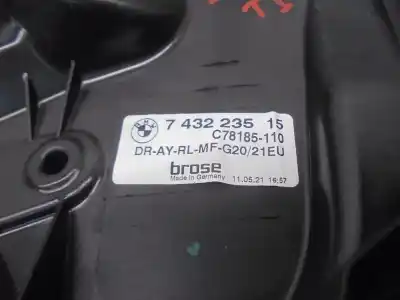 BMW
7 432 235 15
C78185-110
DR-AY-RL-MF-G20/21EU
brose
Made in Germany 11.05.21 16:57